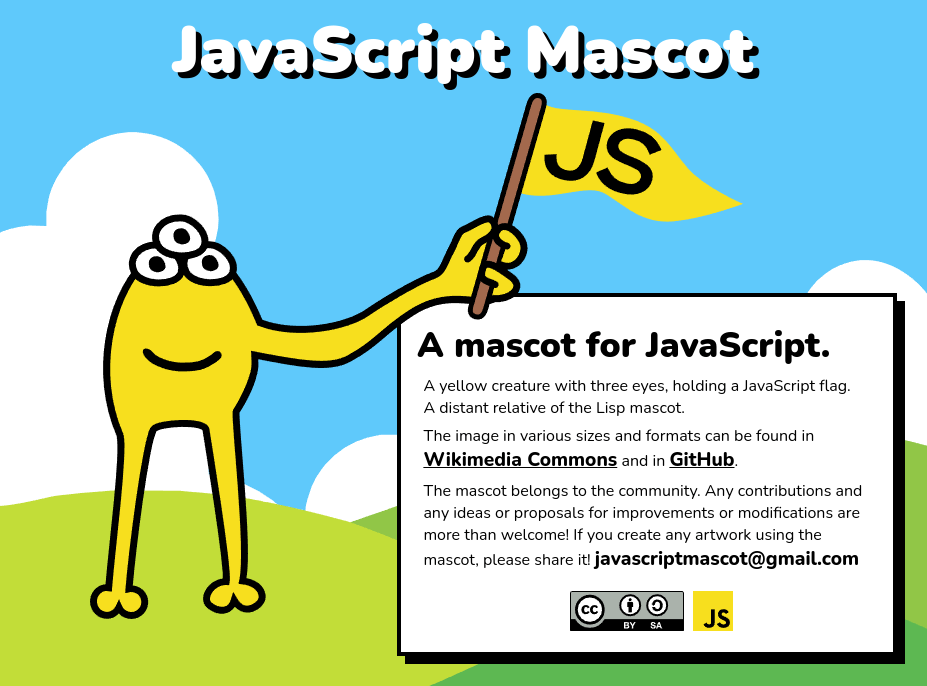 JavaScript Mascot
JS
A mascot for JavaScript.
A yellow creature with three eyes, holding a JavaScript flag.
A distant relative of the Lisp mascot.
The image in various sizes and formats can be found in
Wikimedia Commons and in GitHub.
The mascot belongs to the community. Any contributions and
any ideas or proposals for improvements or modifications are
more than welcome! If you create any artwork using the
mascot, please share it! javascriptmascot@gmail.com
cc
BY SA
JS